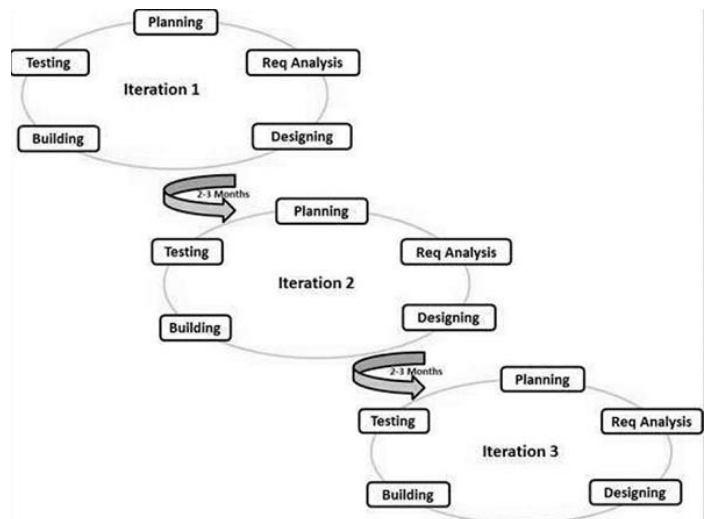 Planning
Testing
Req Analysis
Iteration 1
Building
Designing
2-3 Months
Planning
Testing
Req Analysis
Iteration 2
Building
Designing
2-3 Months
Planning
Testing
Req Analysis
Iteration 3
Building
Designing